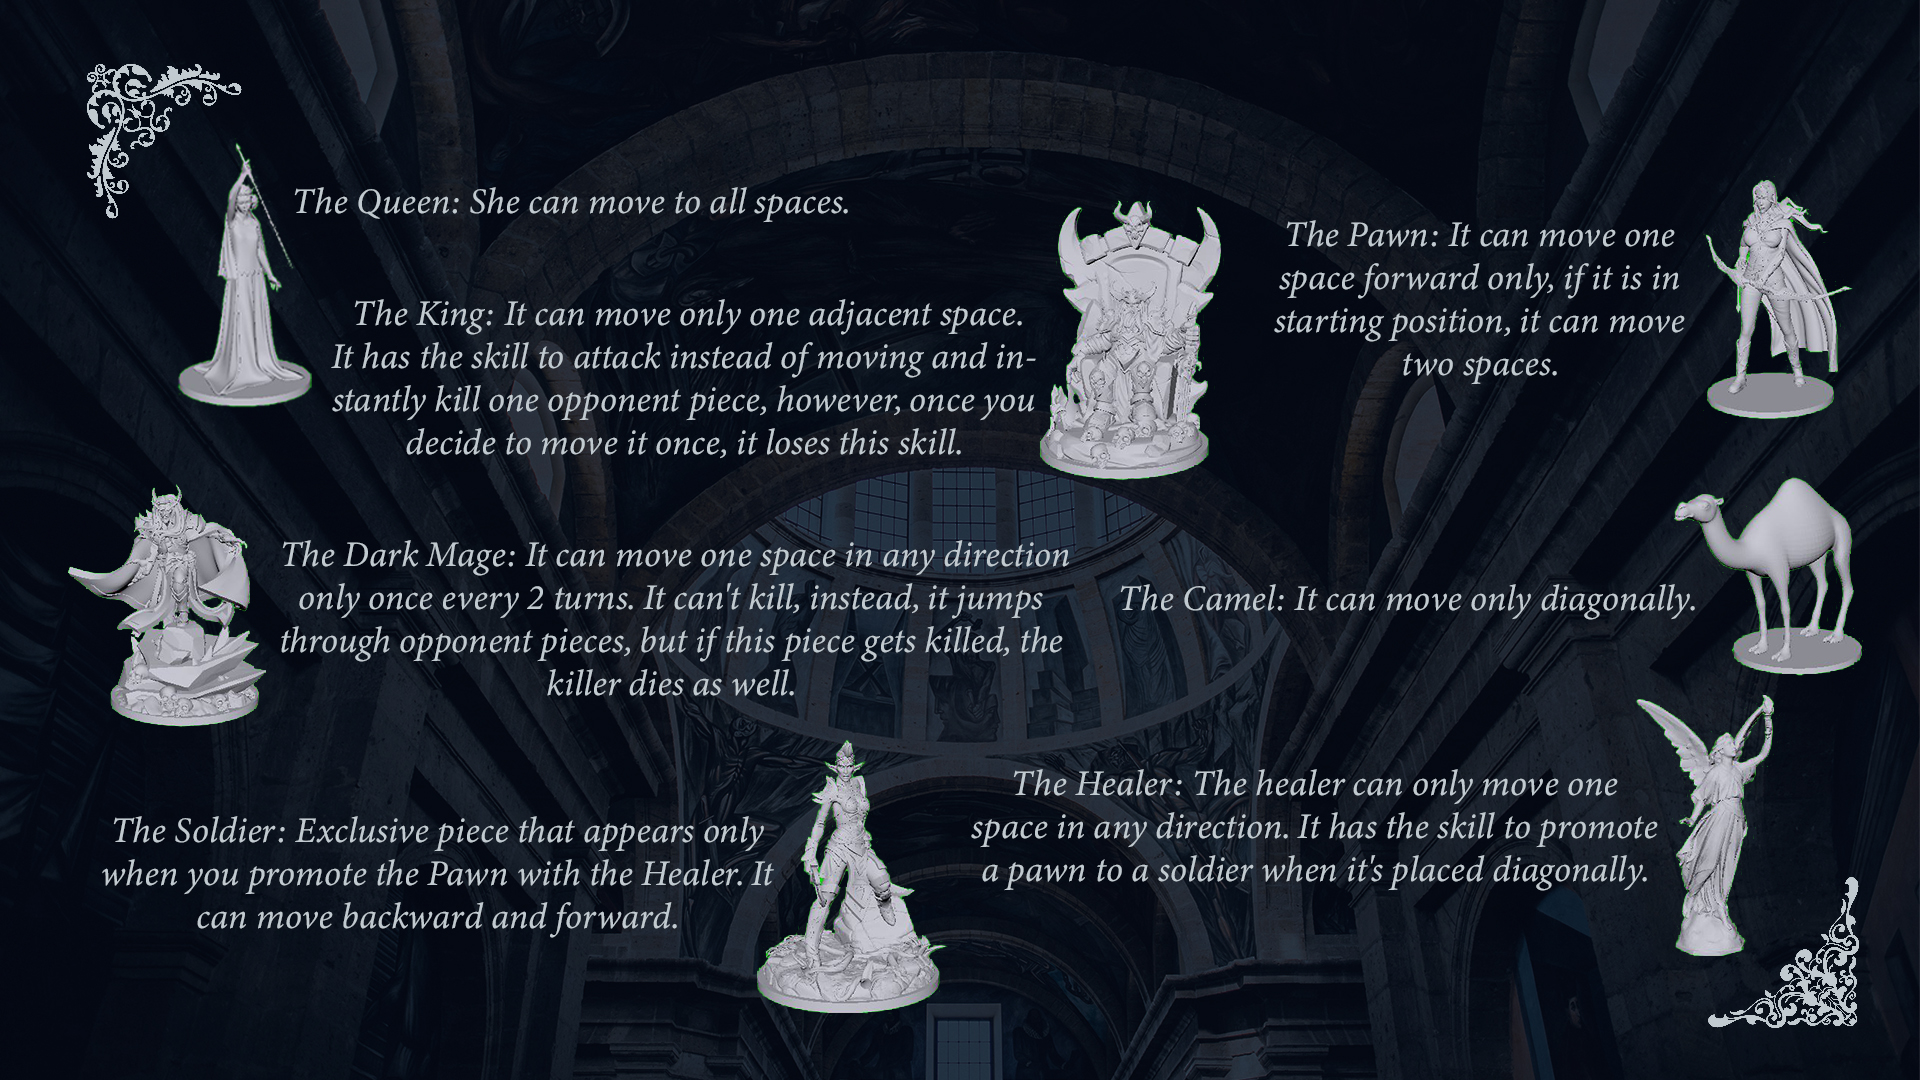 The Queen: She can move to all spaces.
The King: It can move only one adjacent space.
It has the skill to attack instead of moving and in-
stantly kill one opponent piece, however, once you
decide to move it once, it loses this skill.
The Pawn: It can move one
space forward only, if it is in
starting position, it can move
two spaces.
The Dark Mage: It can move one space in any direction
only once every 2 turns. It can't kill, instead, it jumps
through opponent pieces, but if this piece gets killed, the
killer dies as well.
The Camel: It can move only diagonally.
The Soldier: Exclusive piece that appears only
when you promote the Pawn with the Healer. It
can move backward and forward.
The Healer: The healer can only move one
space in any direction. It has the skill to promote
a pawn to a soldier when it's placed diagonally.